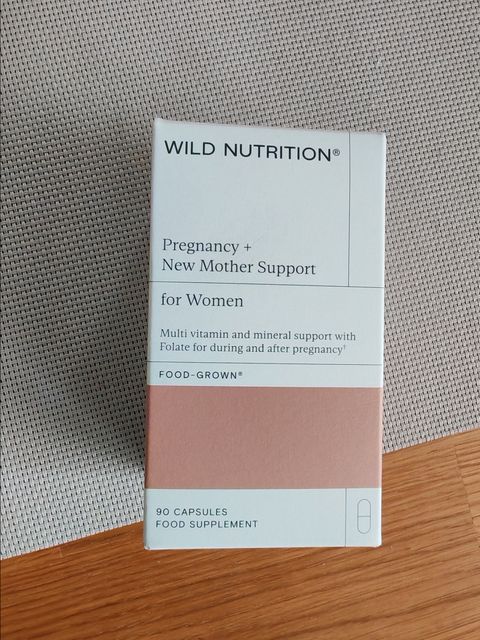 WILD NUTRITION®
Pregnancy +
New Mother Support
for Women
Multi vitamin and mineral support with
Folate for during and after pregnancy†
FOOD-GROWN®
90 CAPSULES
FOOD SUPPLEMENT